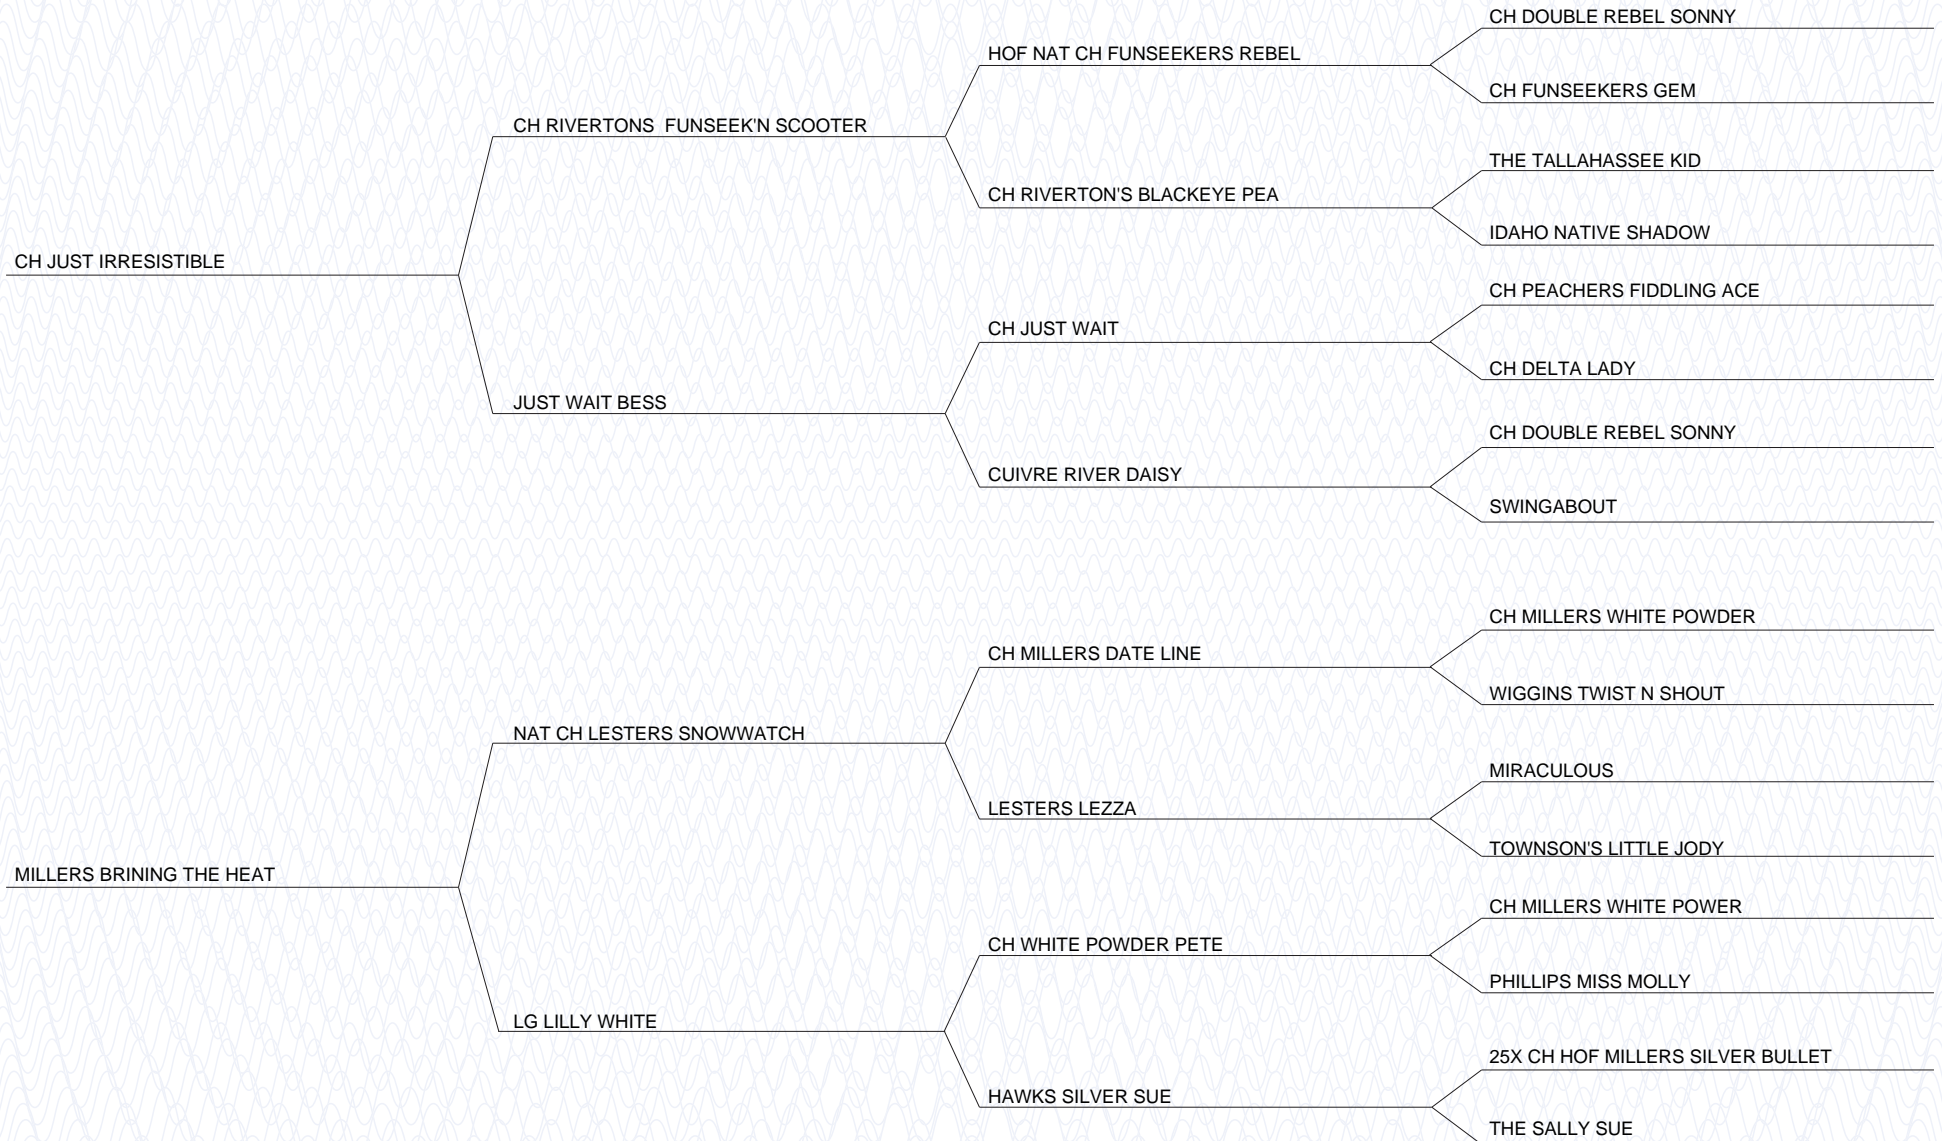 CH DOUBLE REBEL SONNY
HOF NAT CH FUNSEEKERS REBEL
CH FUNSEEKERS GEM
CH RIVERTONS  FUNSEEK'N SCOOTER
THE TALLAHASSEE KID
CH RIVERTON'S BLACKEYE PEA
IDAHO NATIVE SHADOW
CH JUST IRRESISTIBLE
CH PEACHERS FIDDLING ACE
CH JUST WAIT
CH DELTA LADY
JUST WAIT BESS
CH DOUBLE REBEL SONNY
CUIVRE RIVER DAISY
SWINGABOUT
CH MILLERS WHITE POWDER
CH MILLERS DATE LINE
WIGGINS TWIST N SHOUT
NAT CH LESTERS SNOWWATCH
MIRACULOUS
LESTERS LEZZA
TOWNSON'S LITTLE JODY
MILLERS BRINING THE HEAT
CH MILLERS WHITE POWER
CH WHITE POWDER PETE
PHILLIPS MISS MOLLY
LG LILLY WHITE
25X CH HOF MILLERS SILVER BULLET
HAWKS SILVER SUE
THE SALLY SUE